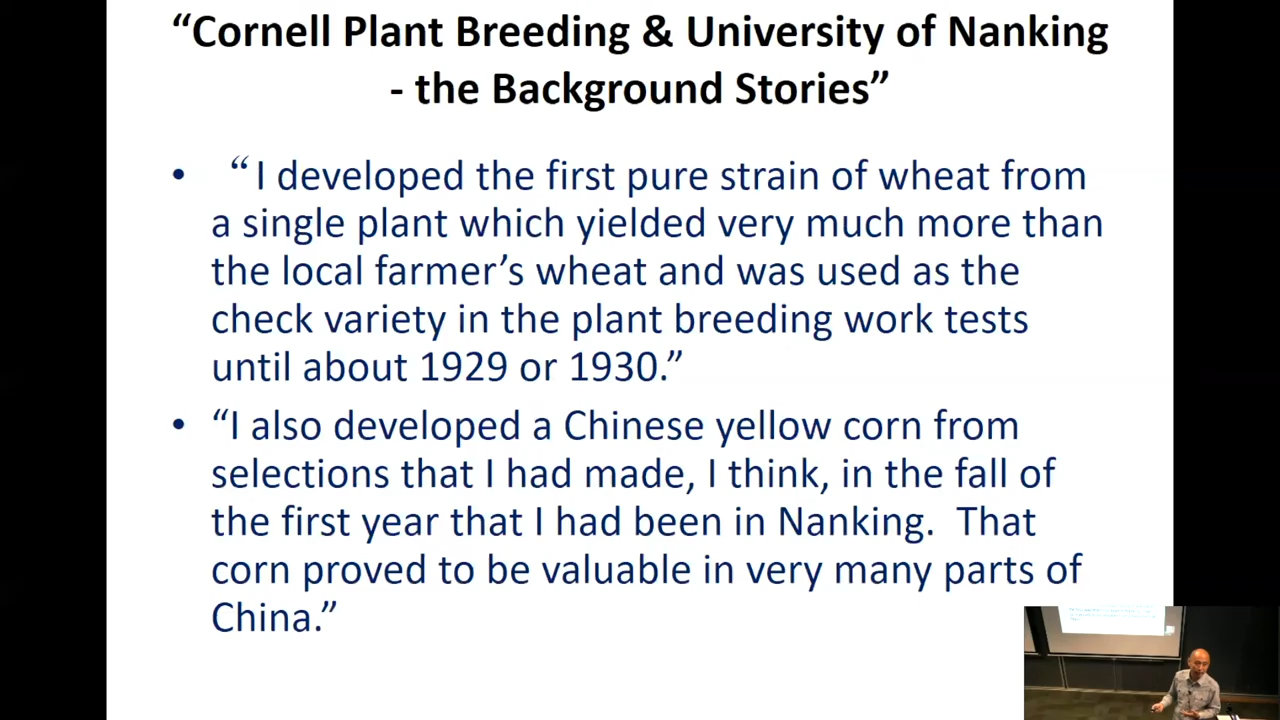 “Cornell Plant Breeding & University of Nanking
- the Background Stories”
• “I developed the first pure strain of wheat from
a single plant which yielded very much more than
the local farmer’s wheat and was used as the
check variety in the plant breeding work tests
until about 1929 or 1930.”
• “I also developed a Chinese yellow corn from
selections that I had made, I think, in the fall of
the first year that I had been in Nanking.  That
corn proved to be valuable in very many parts of
China.”